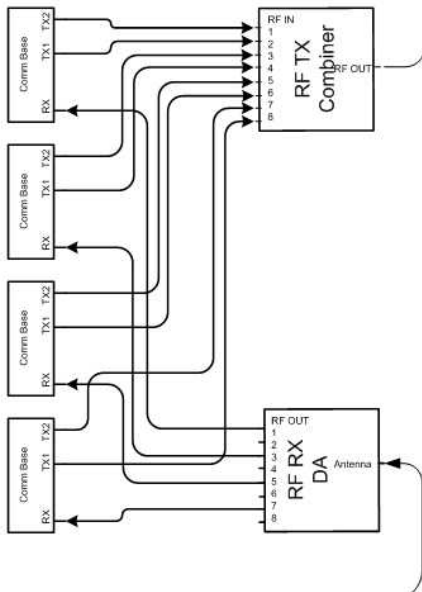 Comm Base
TX2
TX1
RX
Comm Base
TX2
TX1
RX
Comm Base
TX2
TX1
RX
Comm Base
TX2
TX1
RX
RF IN
1
2
3
4
5
6
7
8
RF TX
Combiner
RF OUT
RF OUT
1
2
3
4
5
6
7
8
RF RX
DA
Antenna